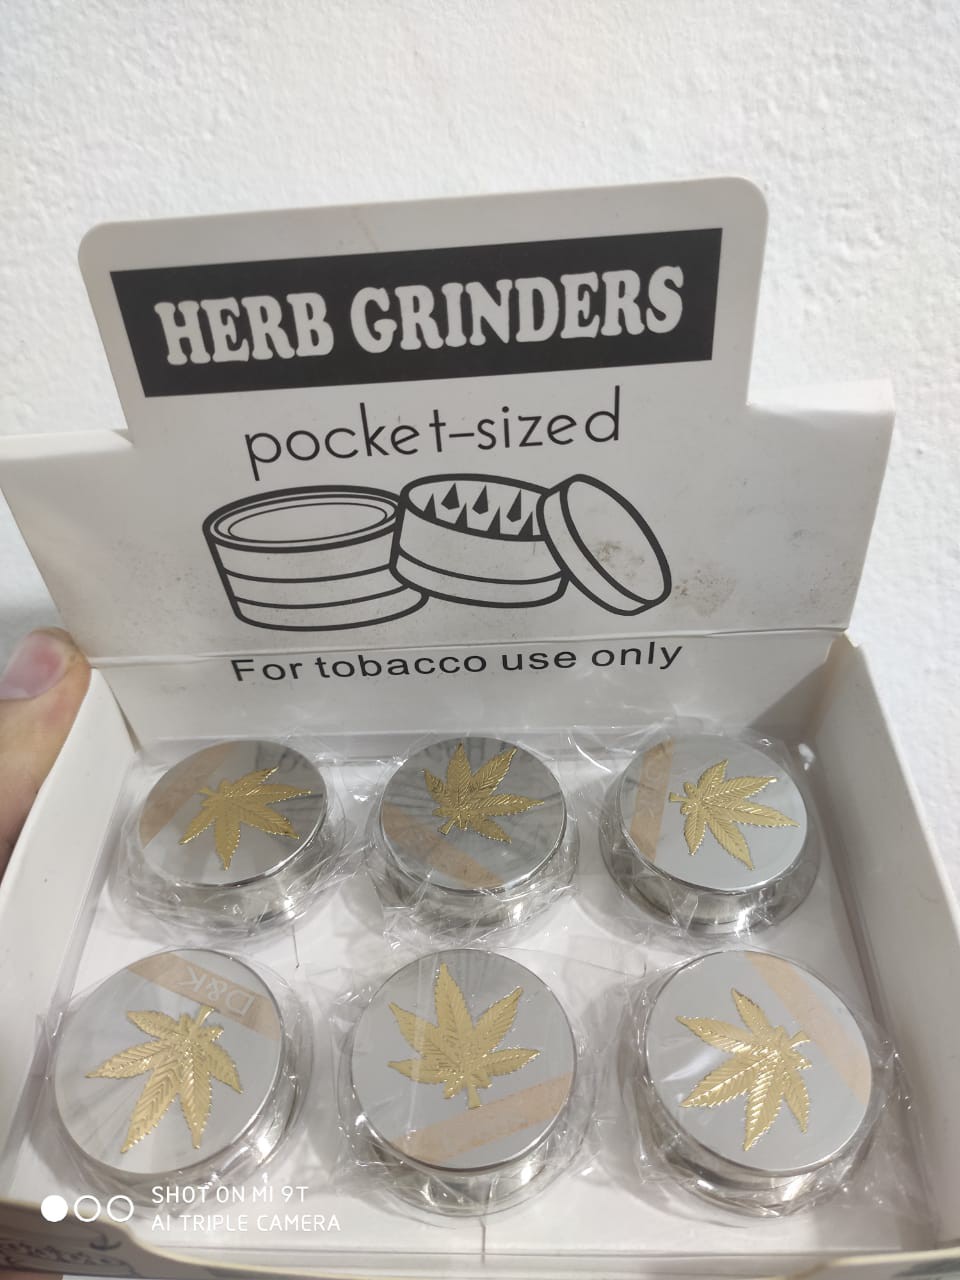 HERB GRINDERS
pocket-sized
For tobacco use only
D&K
SHOT ON MI 9T
AI TRIPLE CAMERA